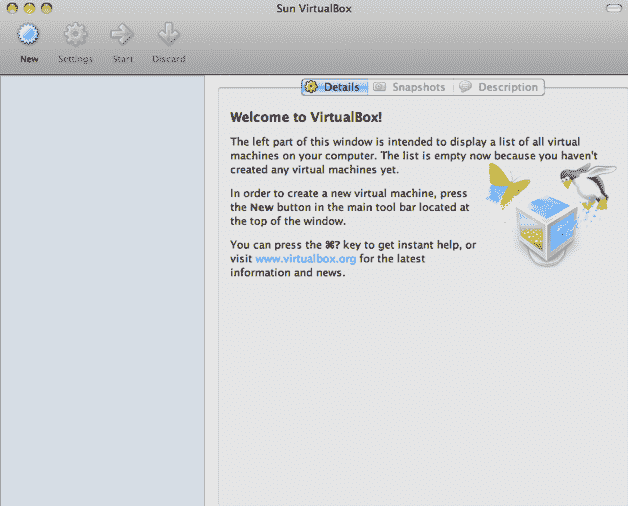 Sun VirtualBox
New Settings Start Discard
Details Snapshots Description
Welcome to VirtualBox!
The left part of this window is intended to display a list of all virtual
machines on your computer. The list is empty now because you haven't
created any virtual machines yet.
In order to create a new virtual machine, press
the New button in the main tool bar located at
the top of the window.
You can press the ⌘? key to get instant help, or
visit www.virtualbox.org for the latest
information and news.